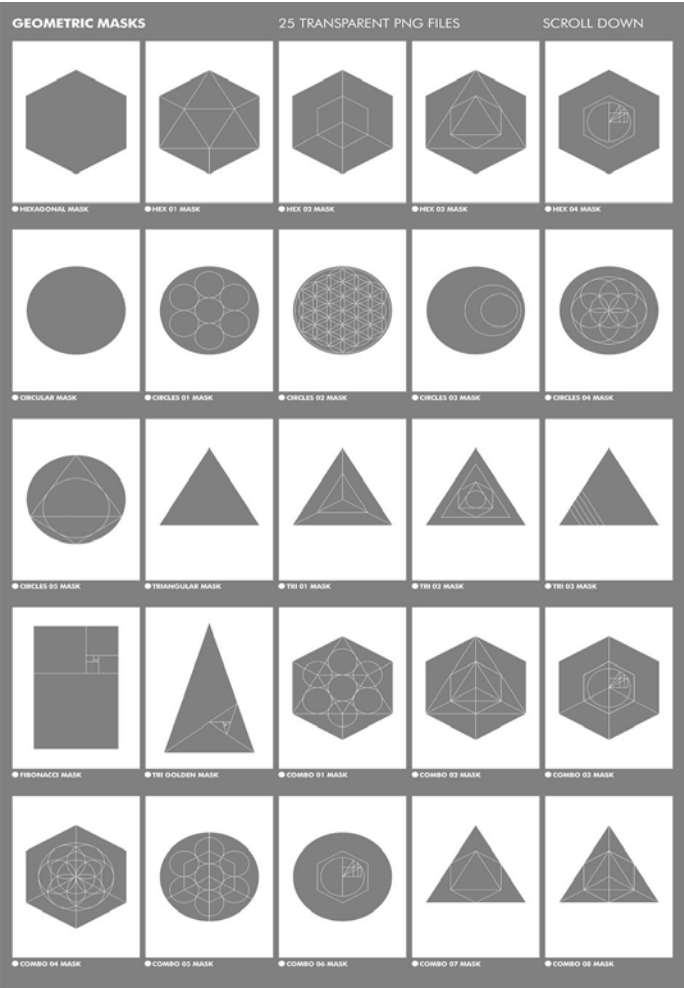 GEOMETRIC MASKS 25 TRANSPARENT PNG FILES SCROLL DOWN
HEXAGONAL MASK HEX 01 MASK HEX 02 MASK HEX 03 MASK HEX 04 MASK
CIRCULAR MASK CIRCLES 01 MASK CIRCLES 02 MASK CIRCLES 03 MASK CIRCLES 04 MASK
CIRCLES 05 MASK TRIANGULAR MASK TRI 01 MASK TRI 02 MASK TRI 03 MASK
FIBONACCI MASK TRI GOLDEN MASK COMBO 01 MASK COMBO 02 MASK COMBO 03 MASK
COMBO 04 MASK COMBO 05 MASK COMBO 06 MASK COMBO 07 MASK COMBO 08 MASK